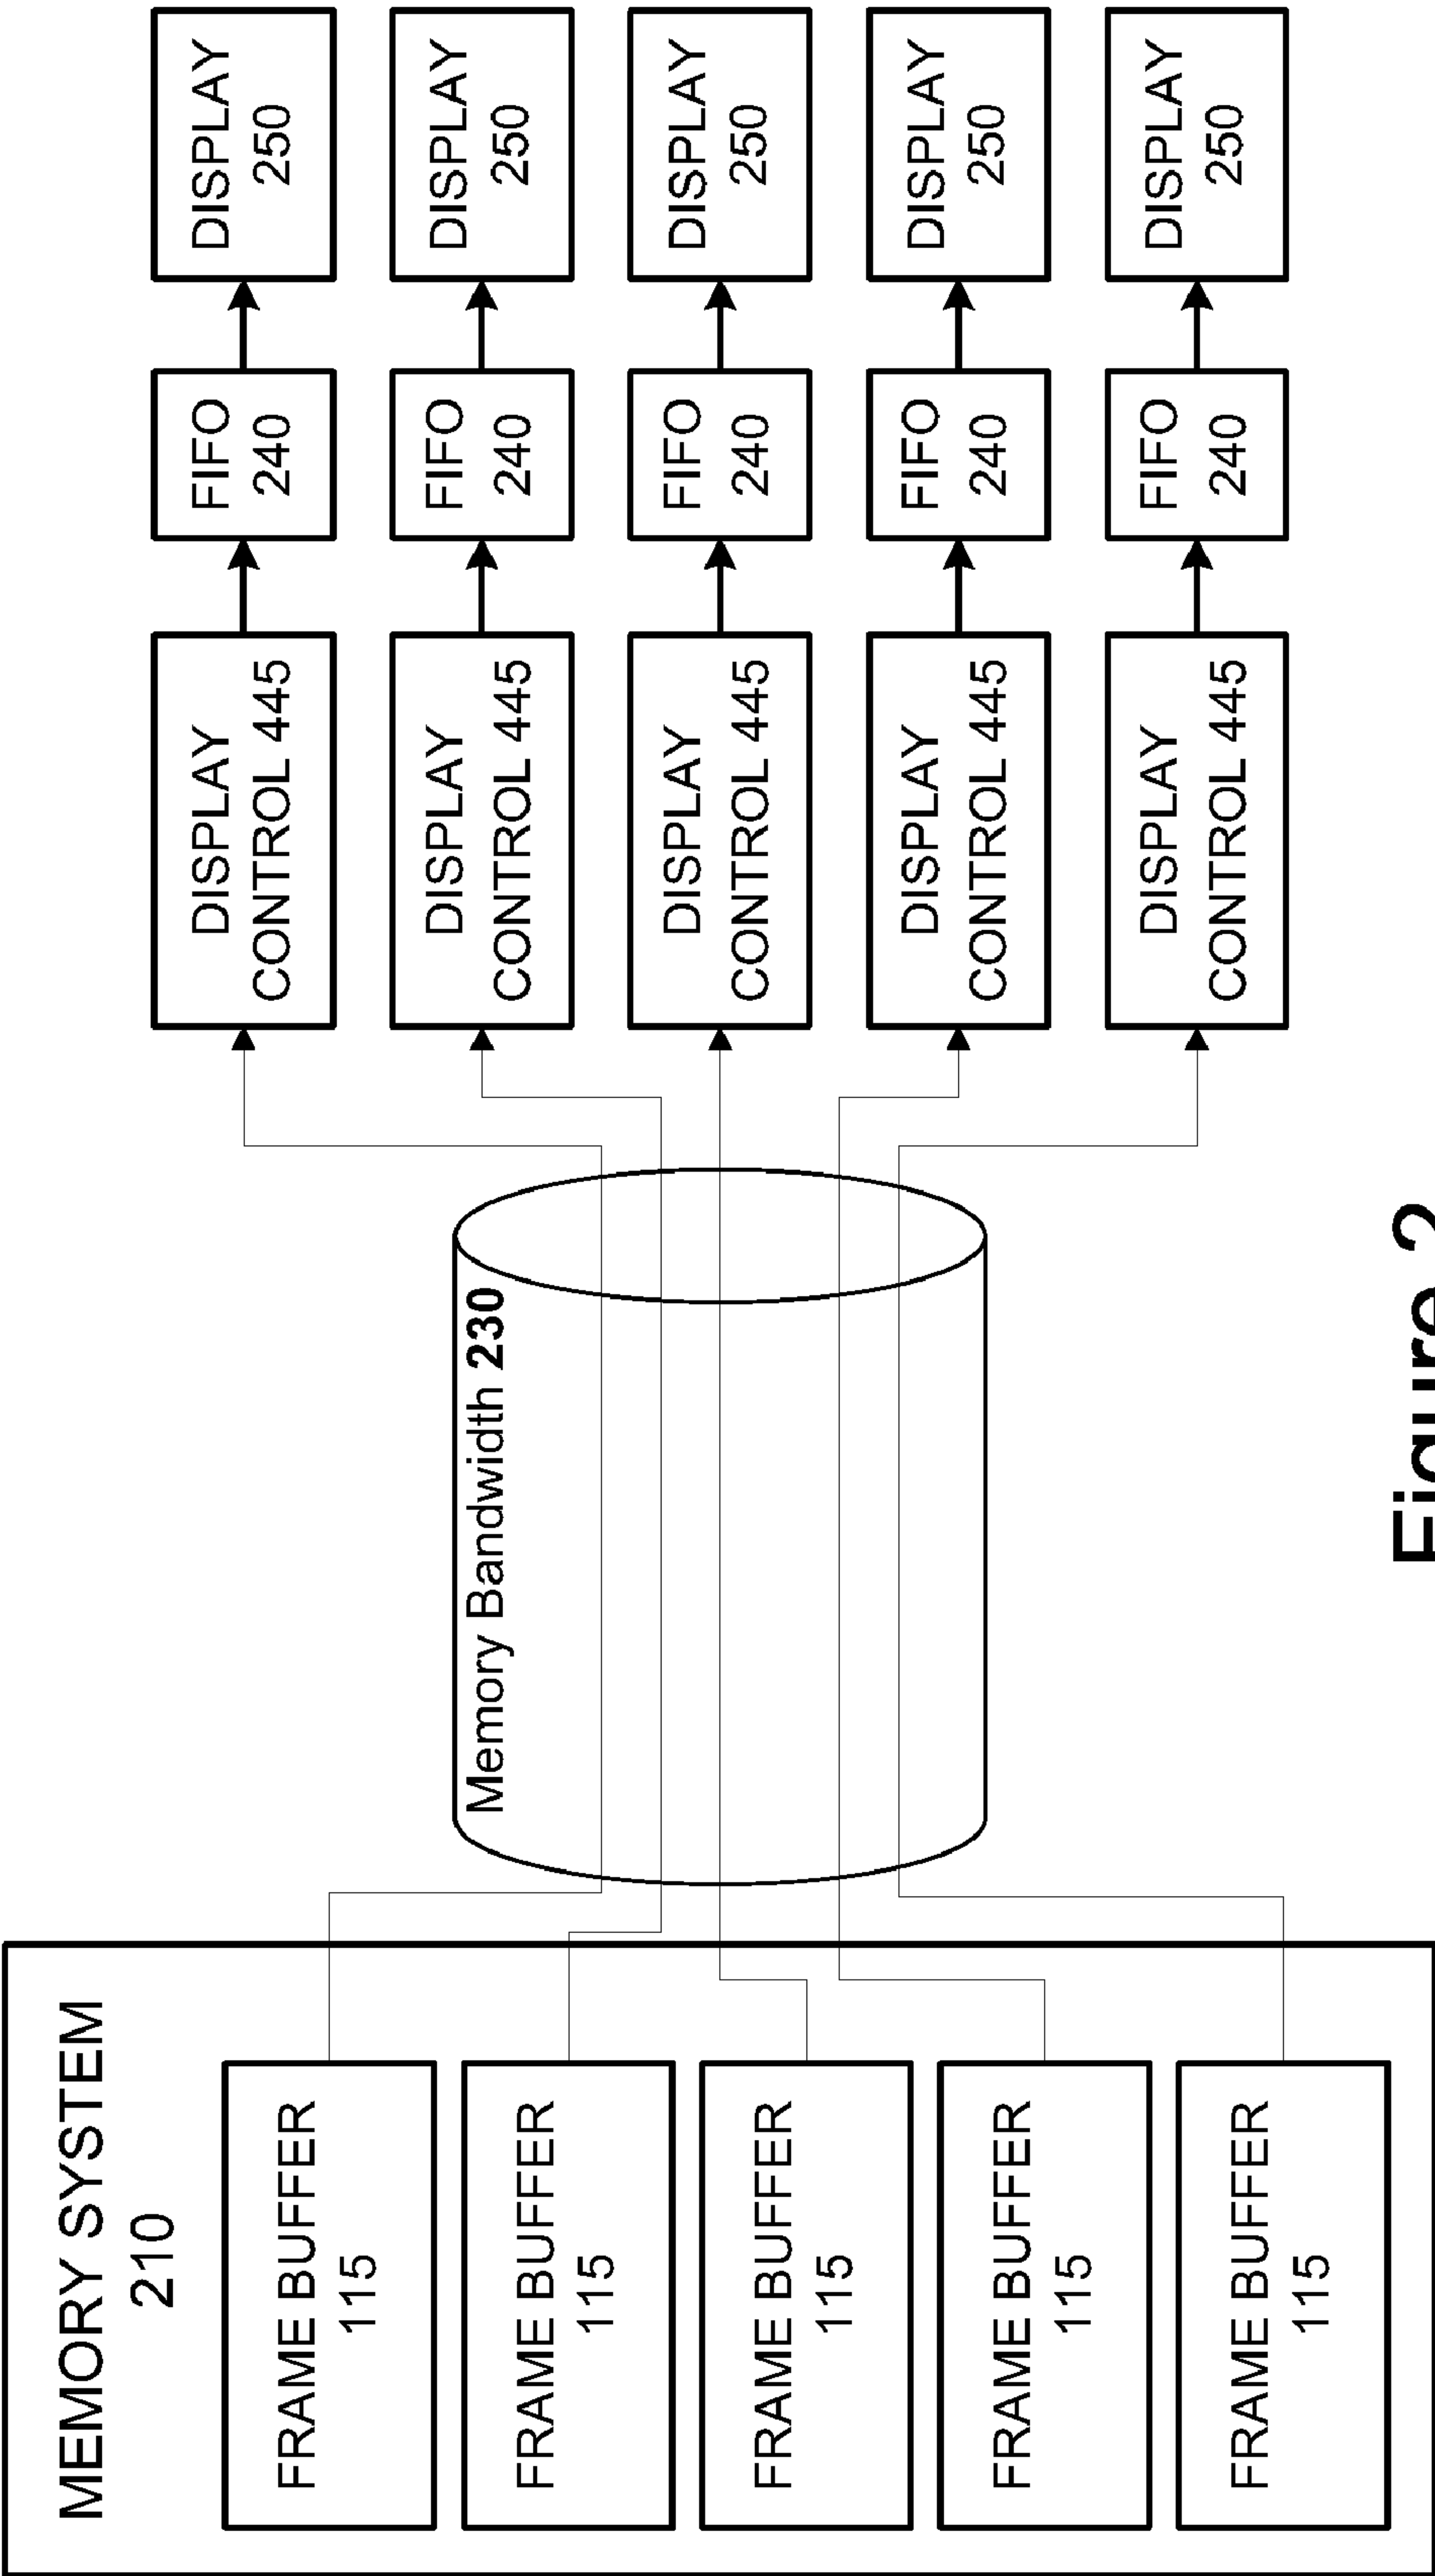 MEMORY SYSTEM
210
FRAME BUFFER
115
FRAME BUFFER
115
FRAME BUFFER
115
FRAME BUFFER
115
FRAME BUFFER
115
Memory Bandwidth 230
DISPLAY
CONTROL 445
FIFO
240
DISPLAY
250
DISPLAY
CONTROL 445
FIFO
240
DISPLAY
250
DISPLAY
CONTROL 445
FIFO
240
DISPLAY
250
DISPLAY
CONTROL 445
FIFO
240
DISPLAY
250
DISPLAY
CONTROL 445
FIFO
240
DISPLAY
250
Figure 2